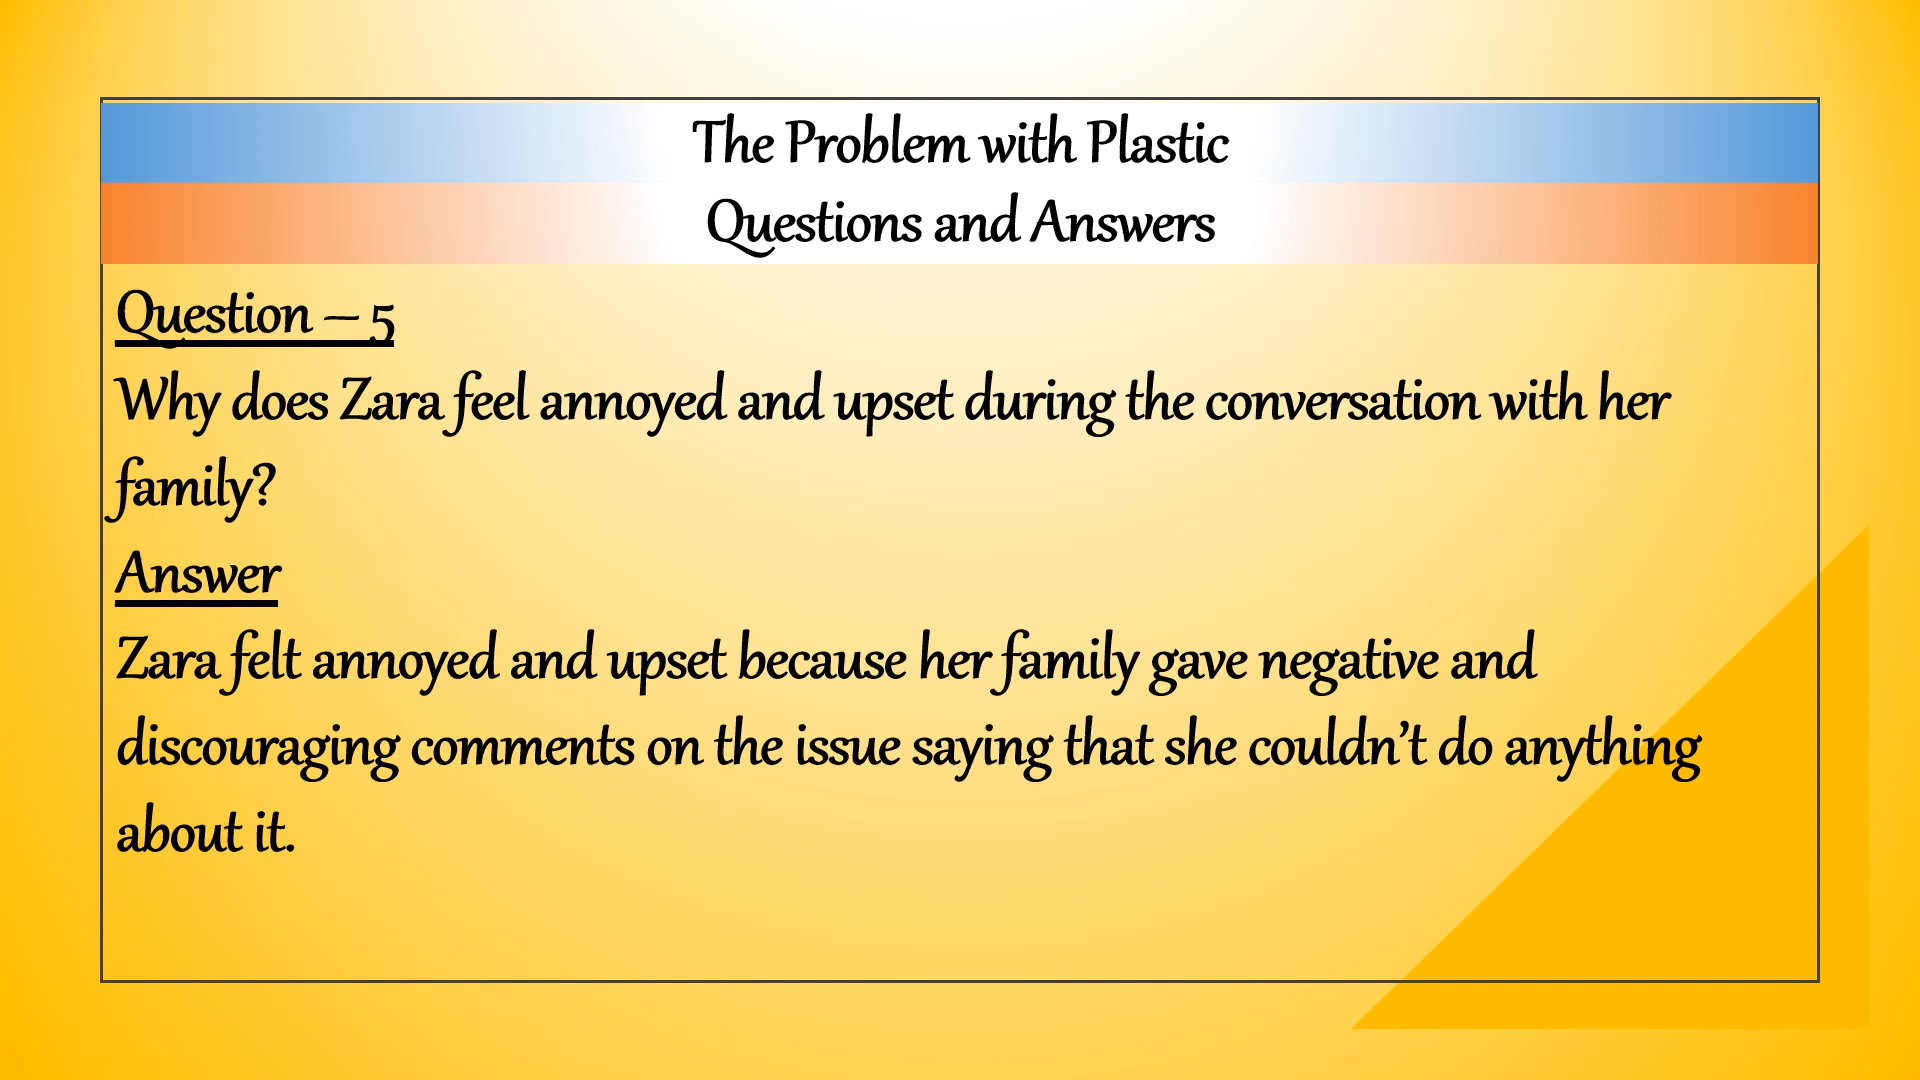 The Problem with Plastic
Questions and Answers
Question – 5
Why does Zara feel annoyed and upset during the conversation with her
family?
Answer
Zara felt annoyed and upset because her family gave negative and
discouraging comments on the issue saying that she couldn’t do anything
about it.